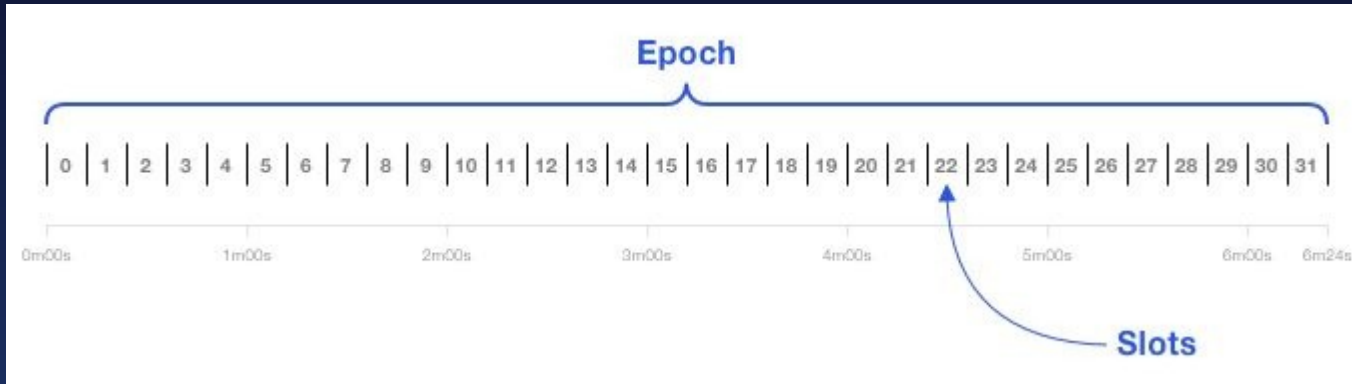 Epoch
0 1 2 3 4 5 6 7 8 9 10 11 12 13 14 15 16 17 18 19 20 21 22 23 24 25 26 27 28 29 30 31
0m00s 1m00s 2m00s 3m00s 4m00s 5m00s 6m00s 6m24s
Slots